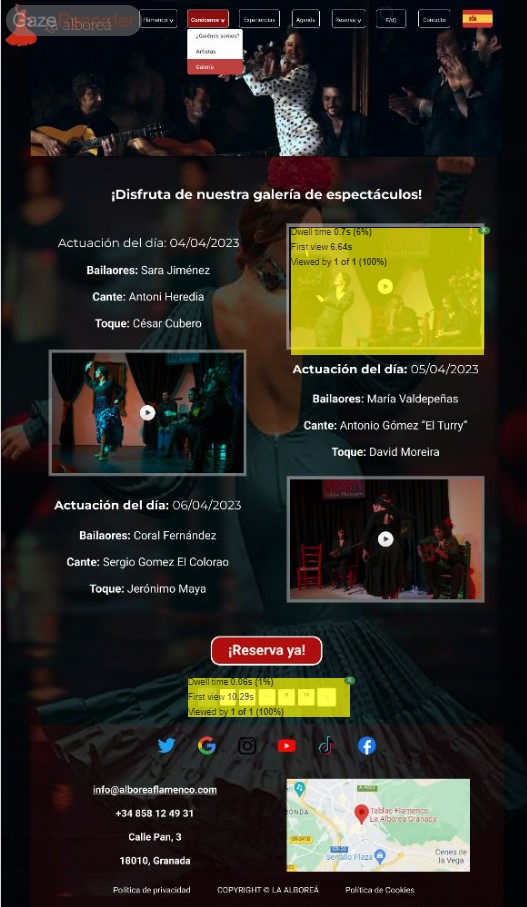 GazeRecorder
la alboreá
Flamenco
Conócenos
Experiencias
Agenda
Reserva
FAQ
Contacto
¿Quiénes somos?
Artistas
Galería
¡Disfruta de nuestra galería de espectáculos!
Actuación del día: 04/04/2023
Bailaores: Sara Jiménez
Cante: Antoni Heredia
Toque: César Cubero
Dwell time 0.7s (6%)
First view 6.64s
Viewed by 1 of 1 (100%)
X
Actuación del día: 05/04/2023
Bailaores: María Valdepeñas
Cante: Antonio Gómez “El Turry”
Toque: David Moreira
Actuación del día: 06/04/2023
Bailaores: Coral Fernández
Cante: Sergio Gomez El Colorao
Toque: Jerónimo Maya
¡Reserva ya!
Dwell time 0.06s (1%)
First view 10.29s
Viewed by 1 of 1 (100%)
X
info@alboreaflamenco.com
+34 858 12 49 31
Calle Pan, 3
18010, Granada
A-4006
Tablao Flamenco
La Alboreá Granada
Serrallo Plaza
Cenes de
la Vega
Política de privacidad
COPYRIGHT © LA ALBOREÁ
Política de Cookies